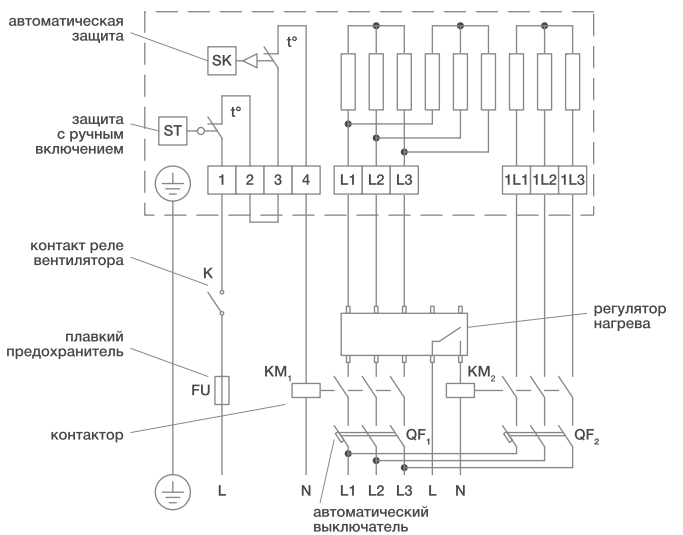 автоматическая
защита
SK
t°
защита
с ручным
включением
ST
t°
1 2 3 4 L1 L2 L3 1L1 1L2 1L3
контакт реле
вентилятора
K
регулятор
нагрева
плавкий
предохранитель
FU
KM1
KM2
контактор
QF1
QF2
L N L1 L2 L3 L N
автоматический
выключатель